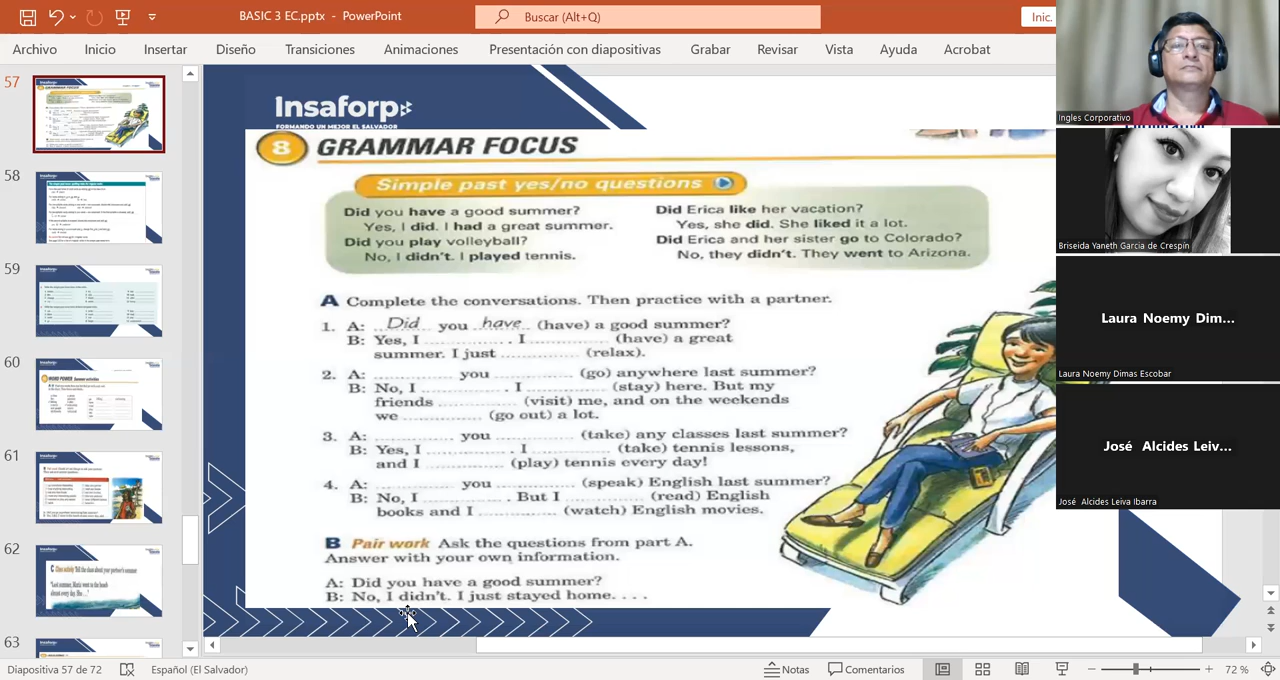 BASIC 3 EC.pptx - PowerPoint
Buscar (Alt+Q)
Inic.
Archivo Inicio Insertar Diseño Transiciones Animaciones Presentación con diapositivas Grabar Revisar Vista Ayuda Acrobat
57
58
59
60
61
62
63
Insaforp
FORMANDO UN MEJOR EL SALVADOR
8 GRAMMAR FOCUS
Simple past yes/no questions
Did you have a good summer?
Yes, I did. I had a great summer.
Did you play volleyball?
No, I didn't. I played tennis.
Did Erica like her vacation?
Yes, she did. She liked it a lot.
Did Erica and her sister go to Colorado?
No, they didn't. They went to Arizona.
A Complete the conversations. Then practice with a partner.
1. A: ...Did... you ..have... (have) a good summer?
B: Yes, I ............ . I ............ (have) a great
summer. I just ............ (relax).
2. A: ............ you ............ (go) anywhere last summer?
B: No, I ............ . I ............ (stay) here. But my
friends ............ (visit) me, and on the weekends
we ............ (go out) a lot.
3. A: ............ you ............ (take) any classes last summer?
B: Yes, I ............ . I ............ (take) tennis lessons,
and I ............ (play) tennis every day!
4. A: ............ you ............ (speak) English last summer?
B: No, I ............ . But I ............ (read) English
books and I ............ (watch) English movies.
B Pair work Ask the questions from part A.
Answer with your own information.
A: Did you have a good summer?
B: No, I didn't. I just stayed home. . . .
Ingles Corporativo
Briseida Yaneth Garcia de Crespin
Laura Noemy Dim...
Laura Noemy Dimas Escobar
José Alcides Leiv...
José Alcides Leiva Ibarra
Diapositiva 57 de 72
Español (El Salvador)
Notas
Comentarios
72 %